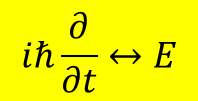 iℏ ∂/∂t ↔ E